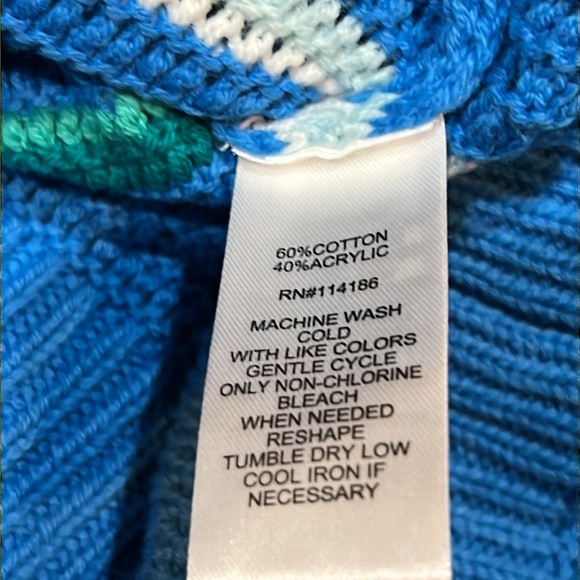 60%COTTON
40%ACRYLIC
RN#114186
MACHINE WASH
COLD
WITH LIKE COLORS
GENTLE CYCLE
ONLY NON-CHLORINE
BLEACH
WHEN NEEDED
RESHAPE
TUMBLE DRY LOW
COOL IRON IF
NECESSARY